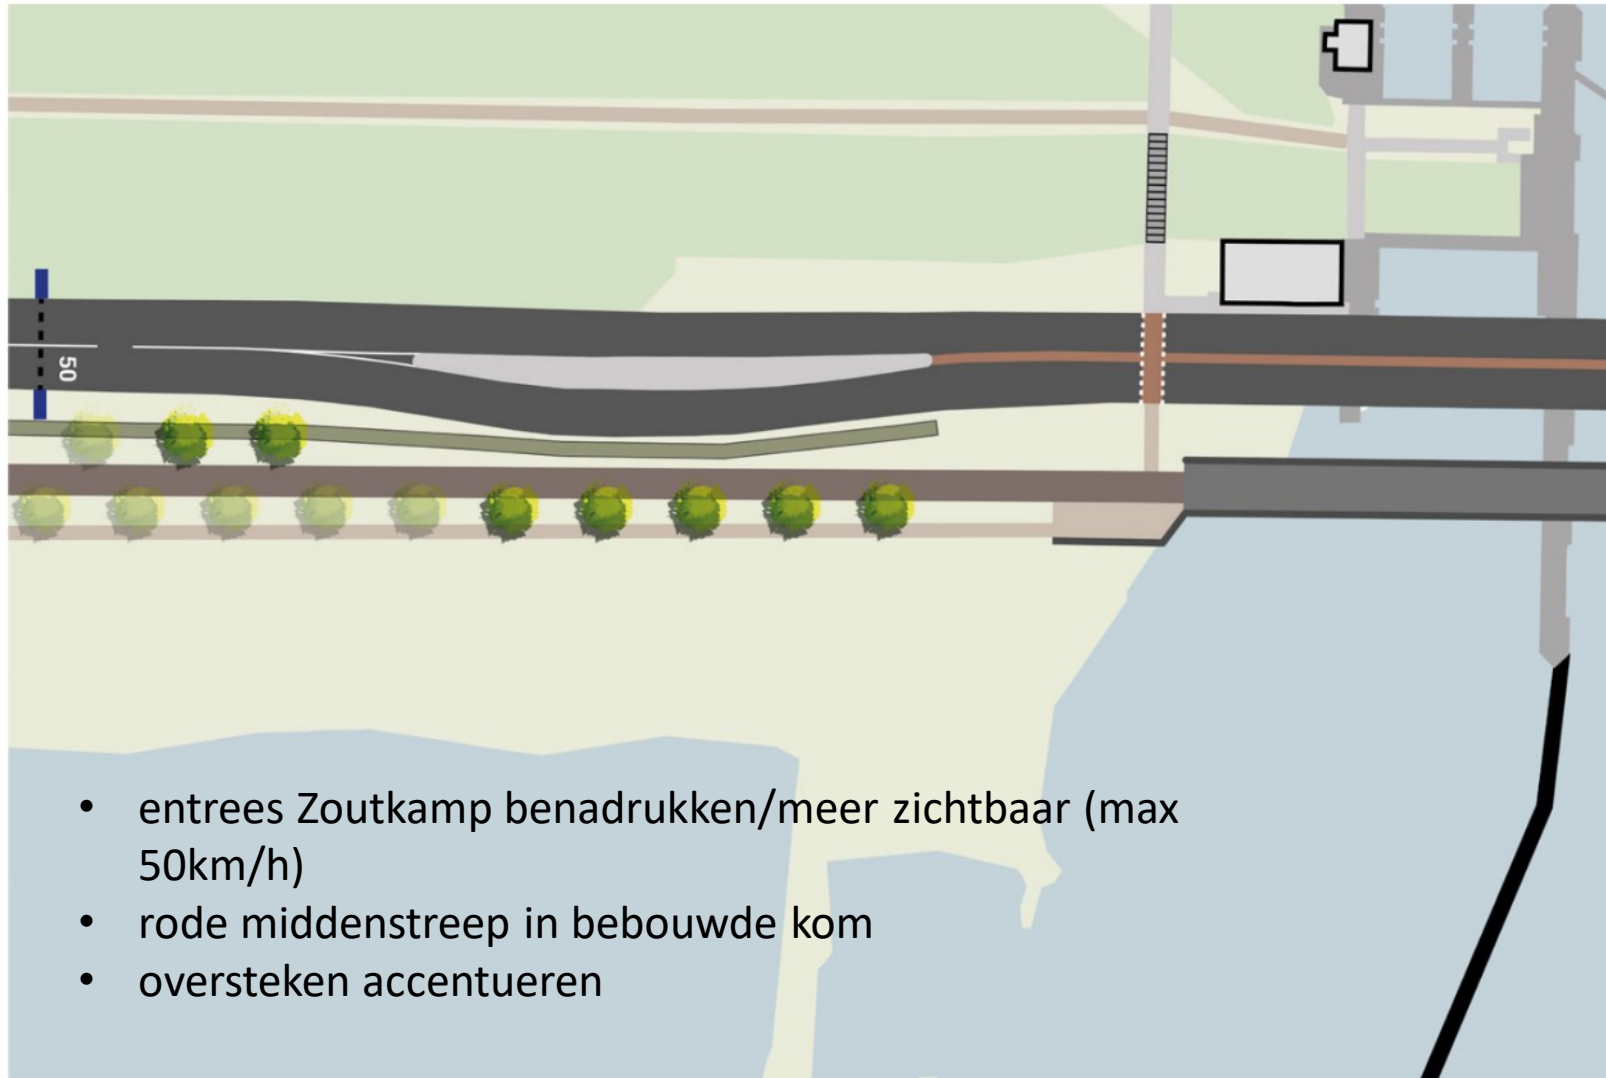 50
• entrees Zoutkamp benadrukken/meer zichtbaar (max
50km/h)
• rode middenstreep in bebouwde kom
• oversteken accentueren